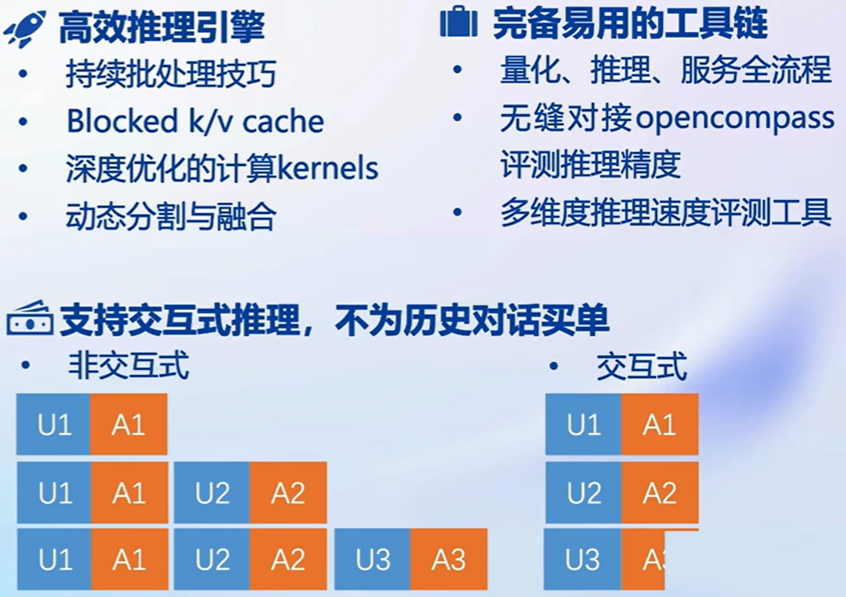 高效推理引擎
• 持续批处理技巧
• Blocked k/v cache
• 深度优化的计算kernels
• 动态分割与融合
完备易用的工具链
• 量化、推理、服务全流程
• 无缝对接opencompass
评测推理精度
• 多维度推理速度评测工具
支持交互式推理，不为历史对话买单
• 非交互式
U1 A1
U1 A1 U2 A2
U1 A1 U2 A2 U3 A3
• 交互式
U1 A1
U2 A2
U3